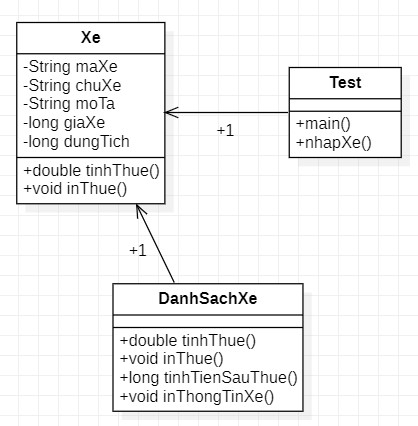 Xe
-String maXe
-String chuXe
-String moTa
-long giaXe
-long dungTich
+double tinhThue()
+void inThue()
Test
+main()
+nhapXe()
+1
+1
DanhSachXe
+double tinhThue()
+void inThue()
+long tinhTienSauThue()
+void inThongTinXe()